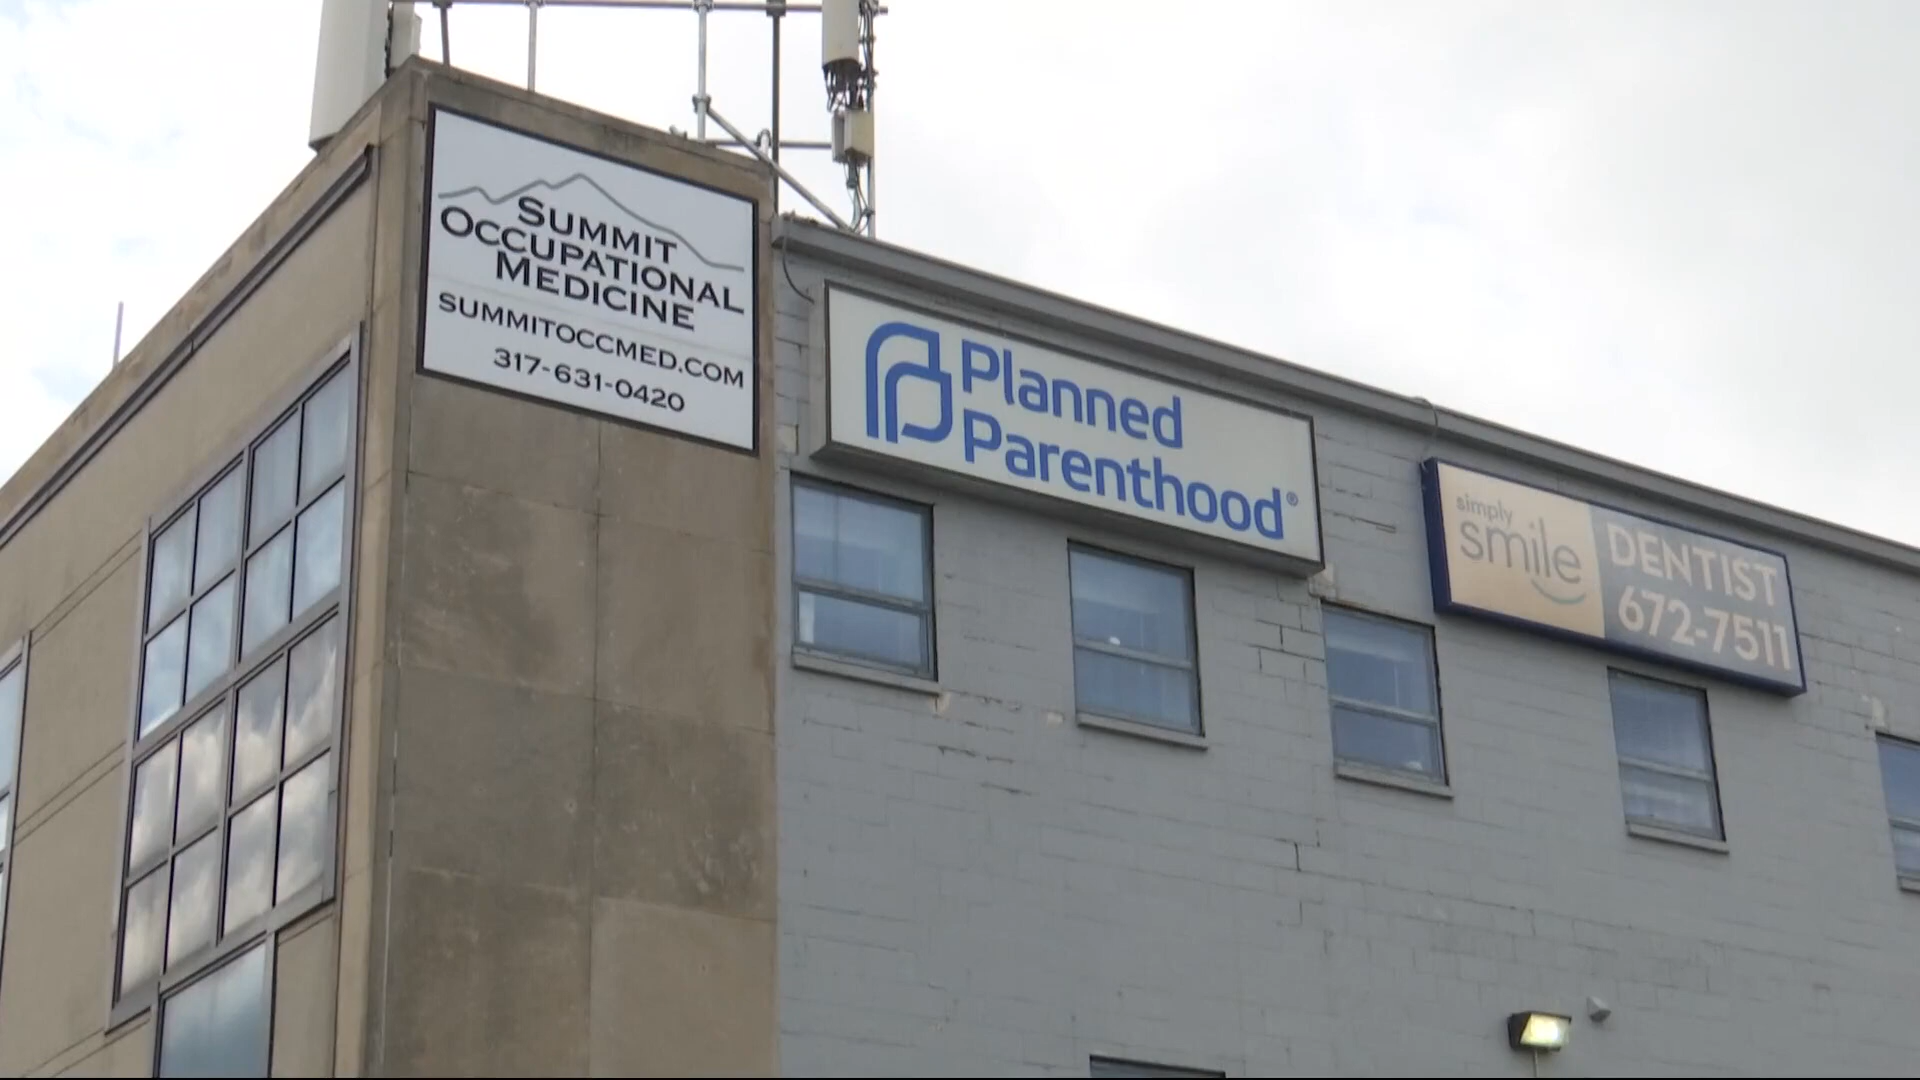 SUMMIT
OCCUPATIONAL
MEDICINE
SUMMITOCCMED.COM
317-631-0420
Planned
Parenthood®
simply
smile
DENTIST
672-7511